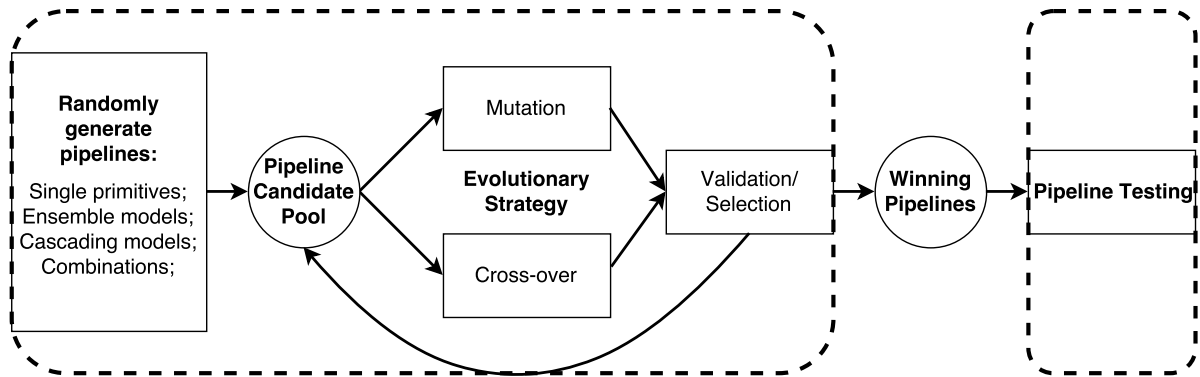 Randomly
generate
pipelines:
Single primitives;
Ensemble models;
Cascading models;
Combinations;
Pipeline
Candidate
Pool
Mutation
Evolutionary
Strategy
Cross-over
Validation/
Selection
Winning
Pipelines
Pipeline Testing